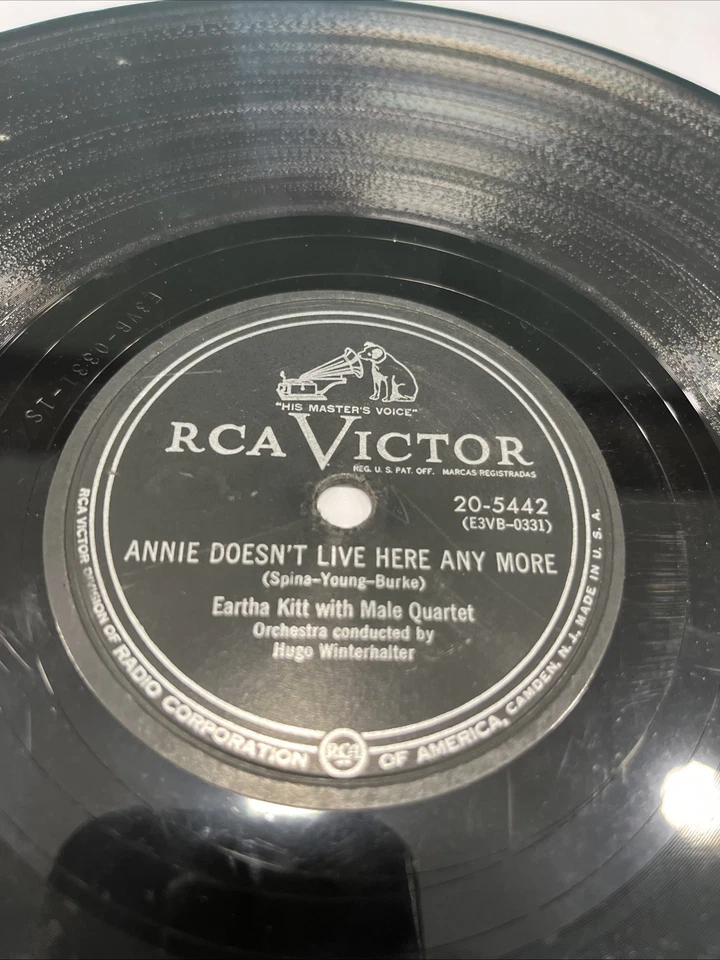 E3VB-0331-1S
"HIS MASTER'S VOICE"
RCA VICTOR
REG. U. S. PAT. OFF. MARCAS REGISTRADAS
20-5442
(E3VB-0331)
ANNIE DOESN'T LIVE HERE ANY MORE
(Spina-Young-Burke)
Eartha Kitt with Male Quartet
Orchestra conducted by
Hugo Winterhalter
RCA VICTOR DIVISION OF RADIO CORPORATION OF AMERICA, CAMDEN, N. J. MADE IN U. S. A.
RCA